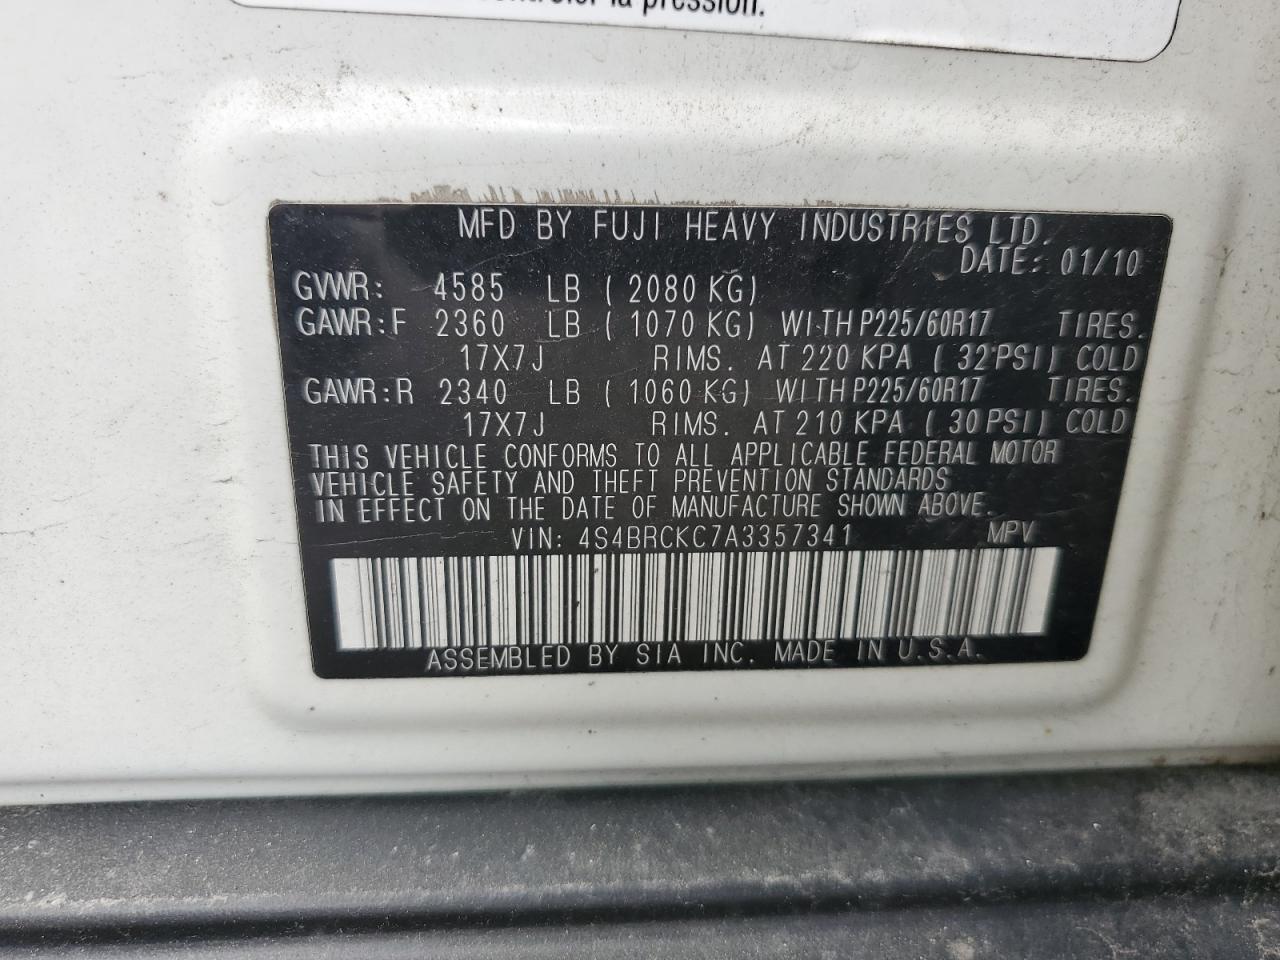 la pression.
MFD BY FUJI HEAVY INDUSTRIES LTD.
DATE: 01/10
GVWR: 4585 LB ( 2080 KG)
GAWR:F 2360 LB ( 1070 KG) WITH P225/60R17 TIRES.
17X7J RIMS. AT 220 KPA ( 32 PSI) COLD
GAWR:R 2340 LB ( 1060 KG) WITH P225/60R17 TIRES.
17X7J RIMS. AT 210 KPA ( 30 PSI) COLD
THIS VEHICLE CONFORMS TO ALL APPLICABLE FEDERAL MOTOR
VEHICLE SAFETY AND THEFT PREVENTION STANDARDS
IN EFFECT ON THE DATE OF MANUFACTURE SHOWN ABOVE.
VIN: 4S4BRCKC7A3357341 MPV
ASSEMBLED BY SIA INC. MADE IN U.S.A.